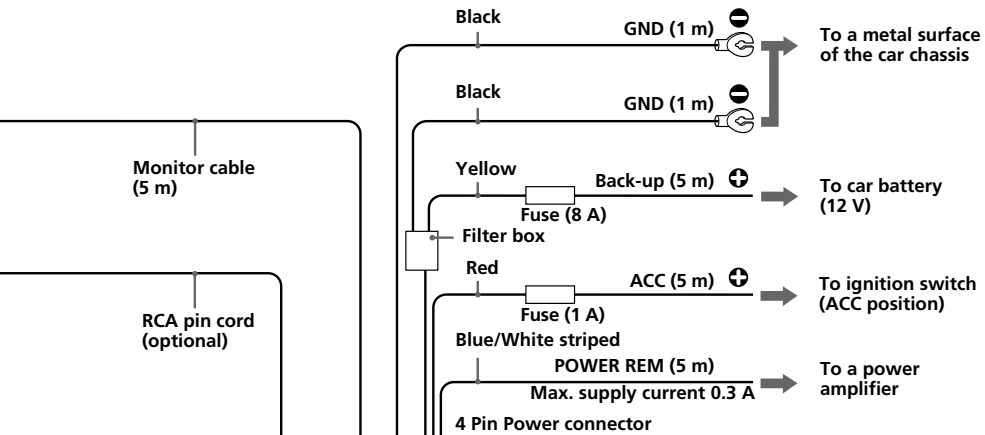 Black
GND (1 m)
To a metal surface
of the car chassis
Black
GND (1 m)
Monitor cable
(5 m)
Yellow
Back-up (5 m)
Fuse (8 A)
To car battery
(12 V)
Filter box
Red
ACC (5 m)
Fuse (1 A)
To ignition switch
(ACC position)
RCA pin cord
(optional)
Blue/White striped
POWER REM (5 m)
Max. supply current 0.3 A
To a power
amplifier
4 Pin Power connector